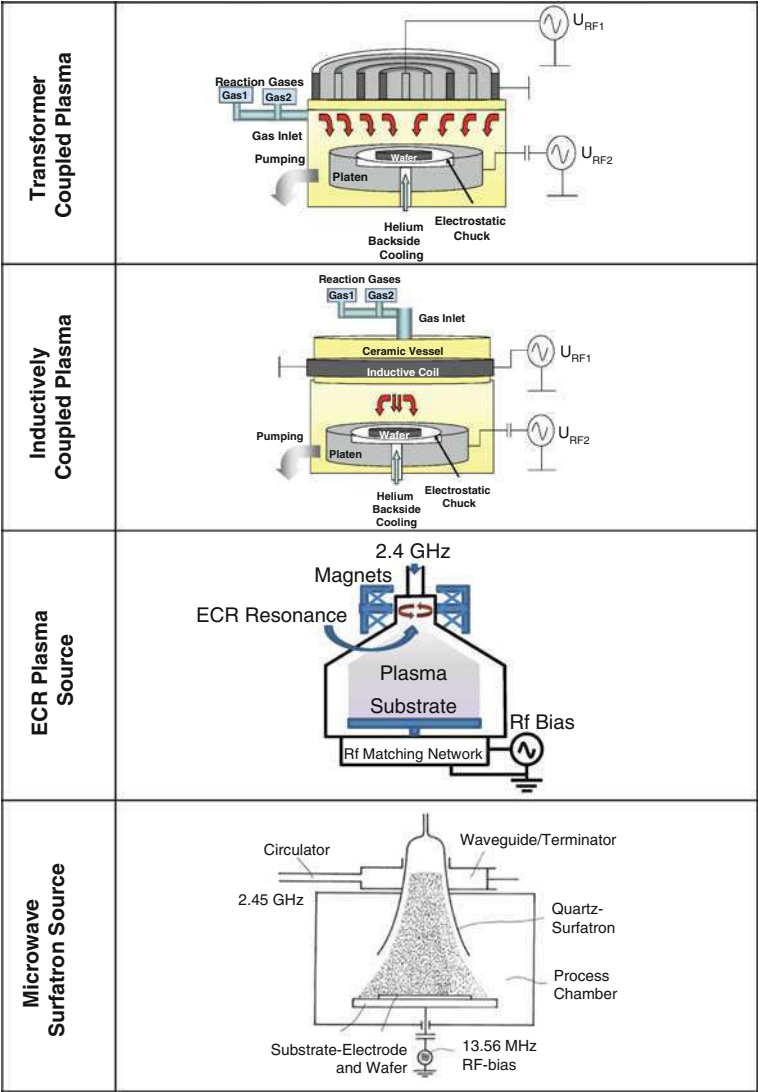 Transformer
Coupled Plasma
U_RF1
Reaction Gases
Gas1 Gas2
Gas Inlet
Pumping
Wafer
Platen
U_RF2
Helium
Backside
Cooling
Electrostatic
Chuck
Inductively
Coupled Plasma
Reaction Gases
Gas1 Gas2
Gas Inlet
Ceramic Vessel
Inductive Coil
U_RF1
Pumping
Wafer
Platen
U_RF2
Helium
Backside
Cooling
Electrostatic
Chuck
ECR Plasma
Source
2.4 GHz
Magnets
ECR Resonance
Plasma
Substrate
Rf Bias
Rf Matching Network
Microwave
Surfatron Source
Circulator
Waveguide/Terminator
2.45 GHz
Quartz-
Surfatron
Process
Chamber
Substrate-Electrode
and Wafer
13.56 MHz
RF-bias